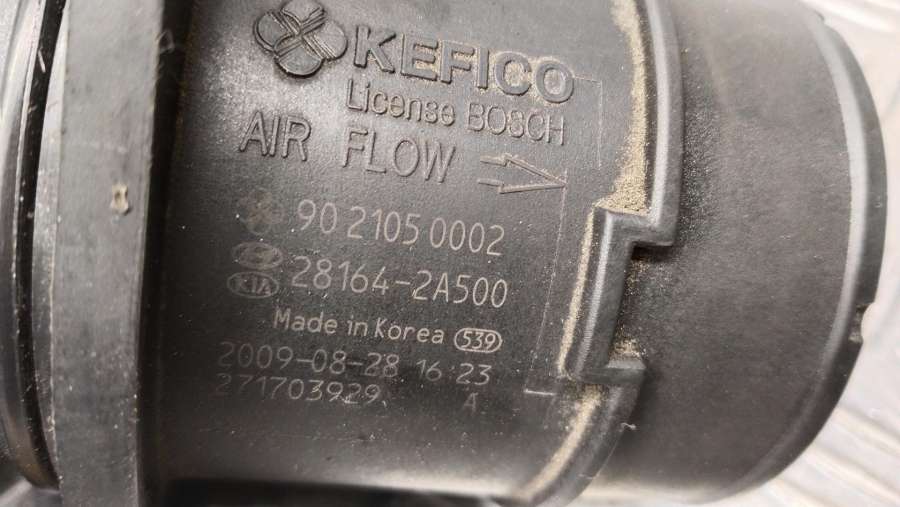 KEFICO
License BOSCH
AIR FLOW
90 2105 0002
28164-2A500
KIA
Made in Korea 539
2009-08-28 16:23
271703929 A